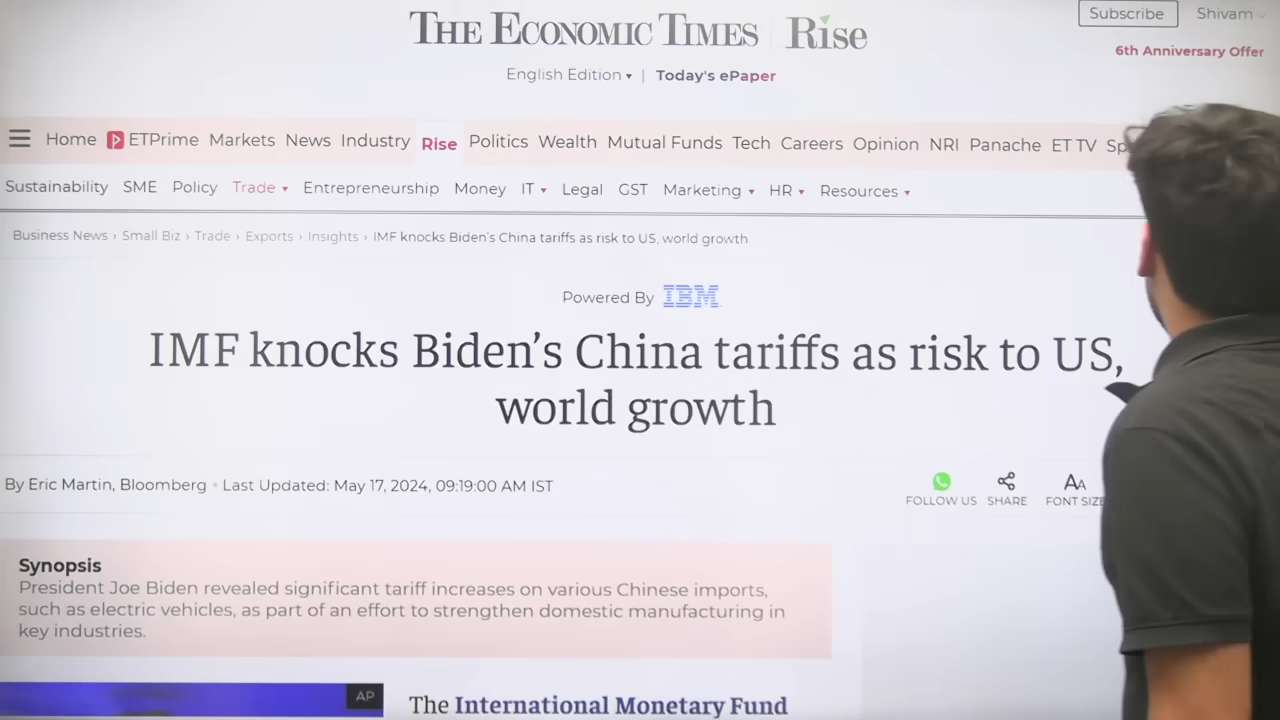 THE ECONOMIC TIMES | Rise
Subscribe
Shivam
6th Anniversary Offer
English Edition | Today's ePaper
Home ETPrime Markets News Industry Rise Politics Wealth Mutual Funds Tech Careers Opinion NRI Panache ET TV Sp
Sustainability SME Policy Trade Entrepreneurship Money IT Legal GST Marketing HR Resources
Business News › Small Biz › Trade › Exports › Insights › IMF knocks Biden's China tariffs as risk to US, world growth
Powered By IBM
IMF knocks Biden's China tariffs as risk to US,
world growth
By Eric Martin, Bloomberg • Last Updated: May 17, 2024, 09:19:00 AM IST
FOLLOW US SHARE FONT SIZE
Synopsis
President Joe Biden revealed significant tariff increases on various Chinese imports,
such as electric vehicles, as part of an effort to strengthen domestic manufacturing in
key industries.
AP
The International Monetary Fund